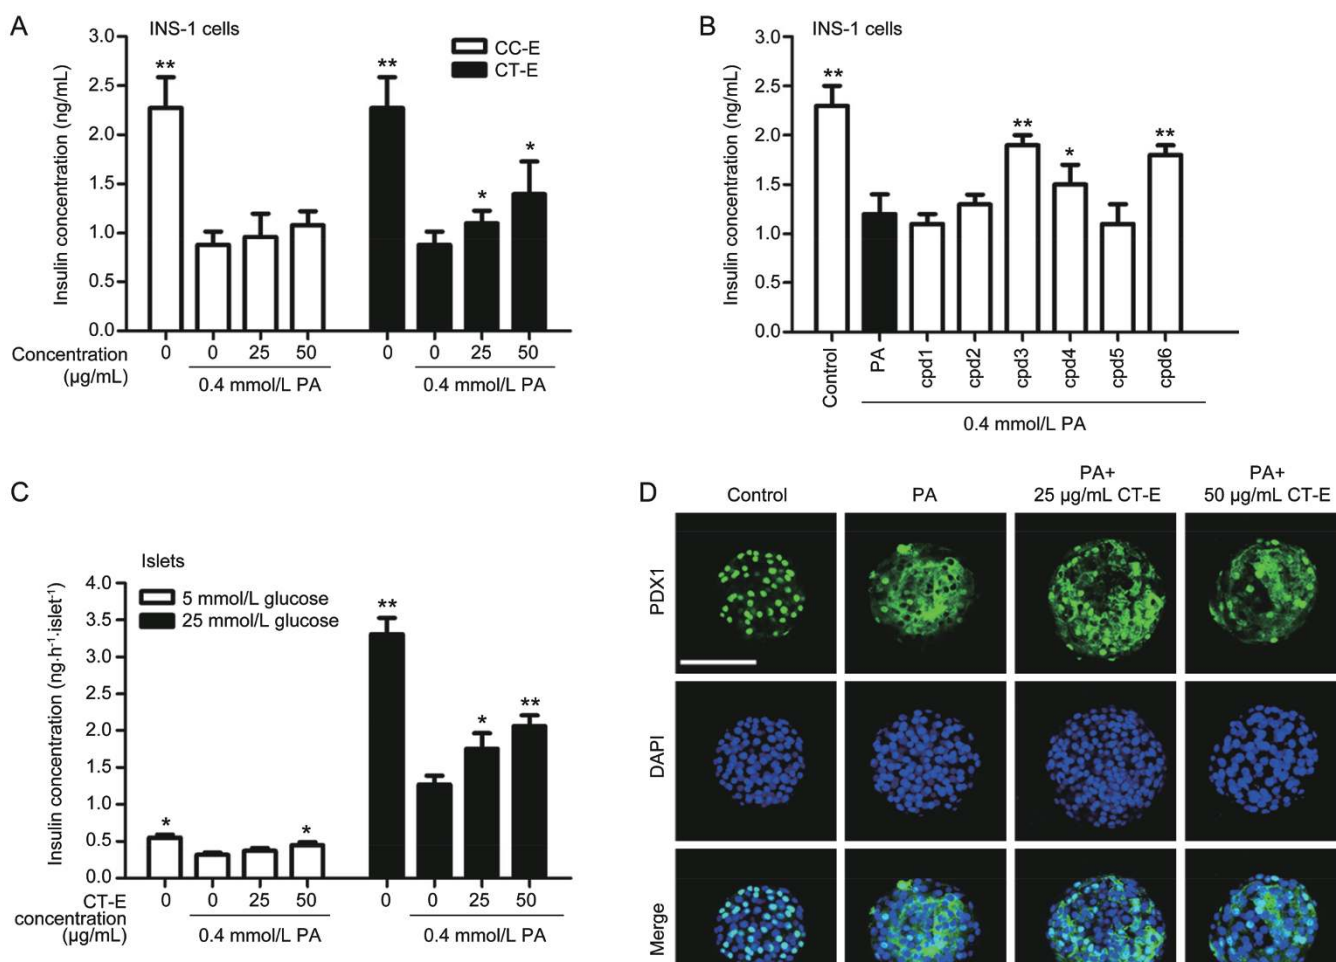 A
INS-1 cells
CC-E
CT-E
Insulin concentration (ng/mL)
3.0
2.5
2.0
1.5
1.0
0.5
0.0
** ** * *
Concentration
(µg/mL)
0 0 25 50 0 0 25 50
0.4 mmol/L PA 0.4 mmol/L PA
B
INS-1 cells
Insulin concentration (ng/mL)
3.0
2.5
2.0
1.5
1.0
0.5
0.0
** ** * **
Control PA cpd1 cpd2 cpd3 cpd4 cpd5 cpd6
0.4 mmol/L PA
C
Islets
5 mmol/L glucose
25 mmol/L glucose
Insulin concentration (ng·h⁻¹·islet⁻¹)
4.0
3.5
3.0
2.5
2.0
1.5
1.0
0.5
0.0
* * ** * **
CT-E
concentration
(µg/mL)
0 0 25 50 0 0 25 50
0.4 mmol/L PA 0.4 mmol/L PA
D
Control PA PA+ 25 µg/mL CT-E PA+ 50 µg/mL CT-E
PDX1
DAPI
Merge